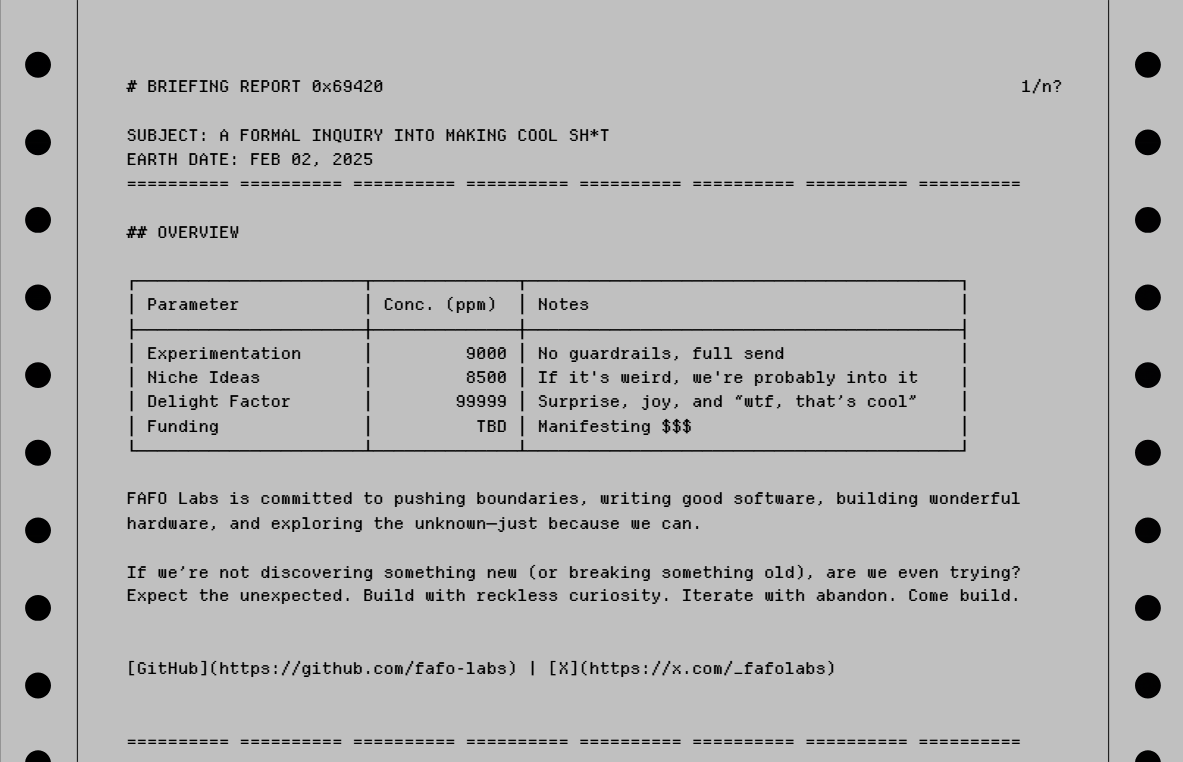 # BRIEFING REPORT 0x69420 1/n?
SUBJECT: A FORMAL INQUIRY INTO MAKING COOL SH*T
EARTH DATE: FEB 02, 2025
========== ========== ========== ========== ========== ========== ========== ==========
## OVERVIEW
Parameter Conc. (ppm) Notes
Experimentation 9000 No guardrails, full send
Niche Ideas 8500 If it's weird, we're probably into it
Delight Factor 99999 Surprise, joy, and “wtf, that’s cool”
Funding TBD Manifesting $$$
FAFO Labs is committed to pushing boundaries, writing good software, building wonderful
hardware, and exploring the unknown—just because we can.
If we’re not discovering something new (or breaking something old), are we even trying?
Expect the unexpected. Build with reckless curiosity. Iterate with abandon. Come build.
[GitHub](https://github.com/fafo-labs) | [X](https://x.com/_fafolabs)
========== ========== ========== ========== ========== ========== ========== ==========